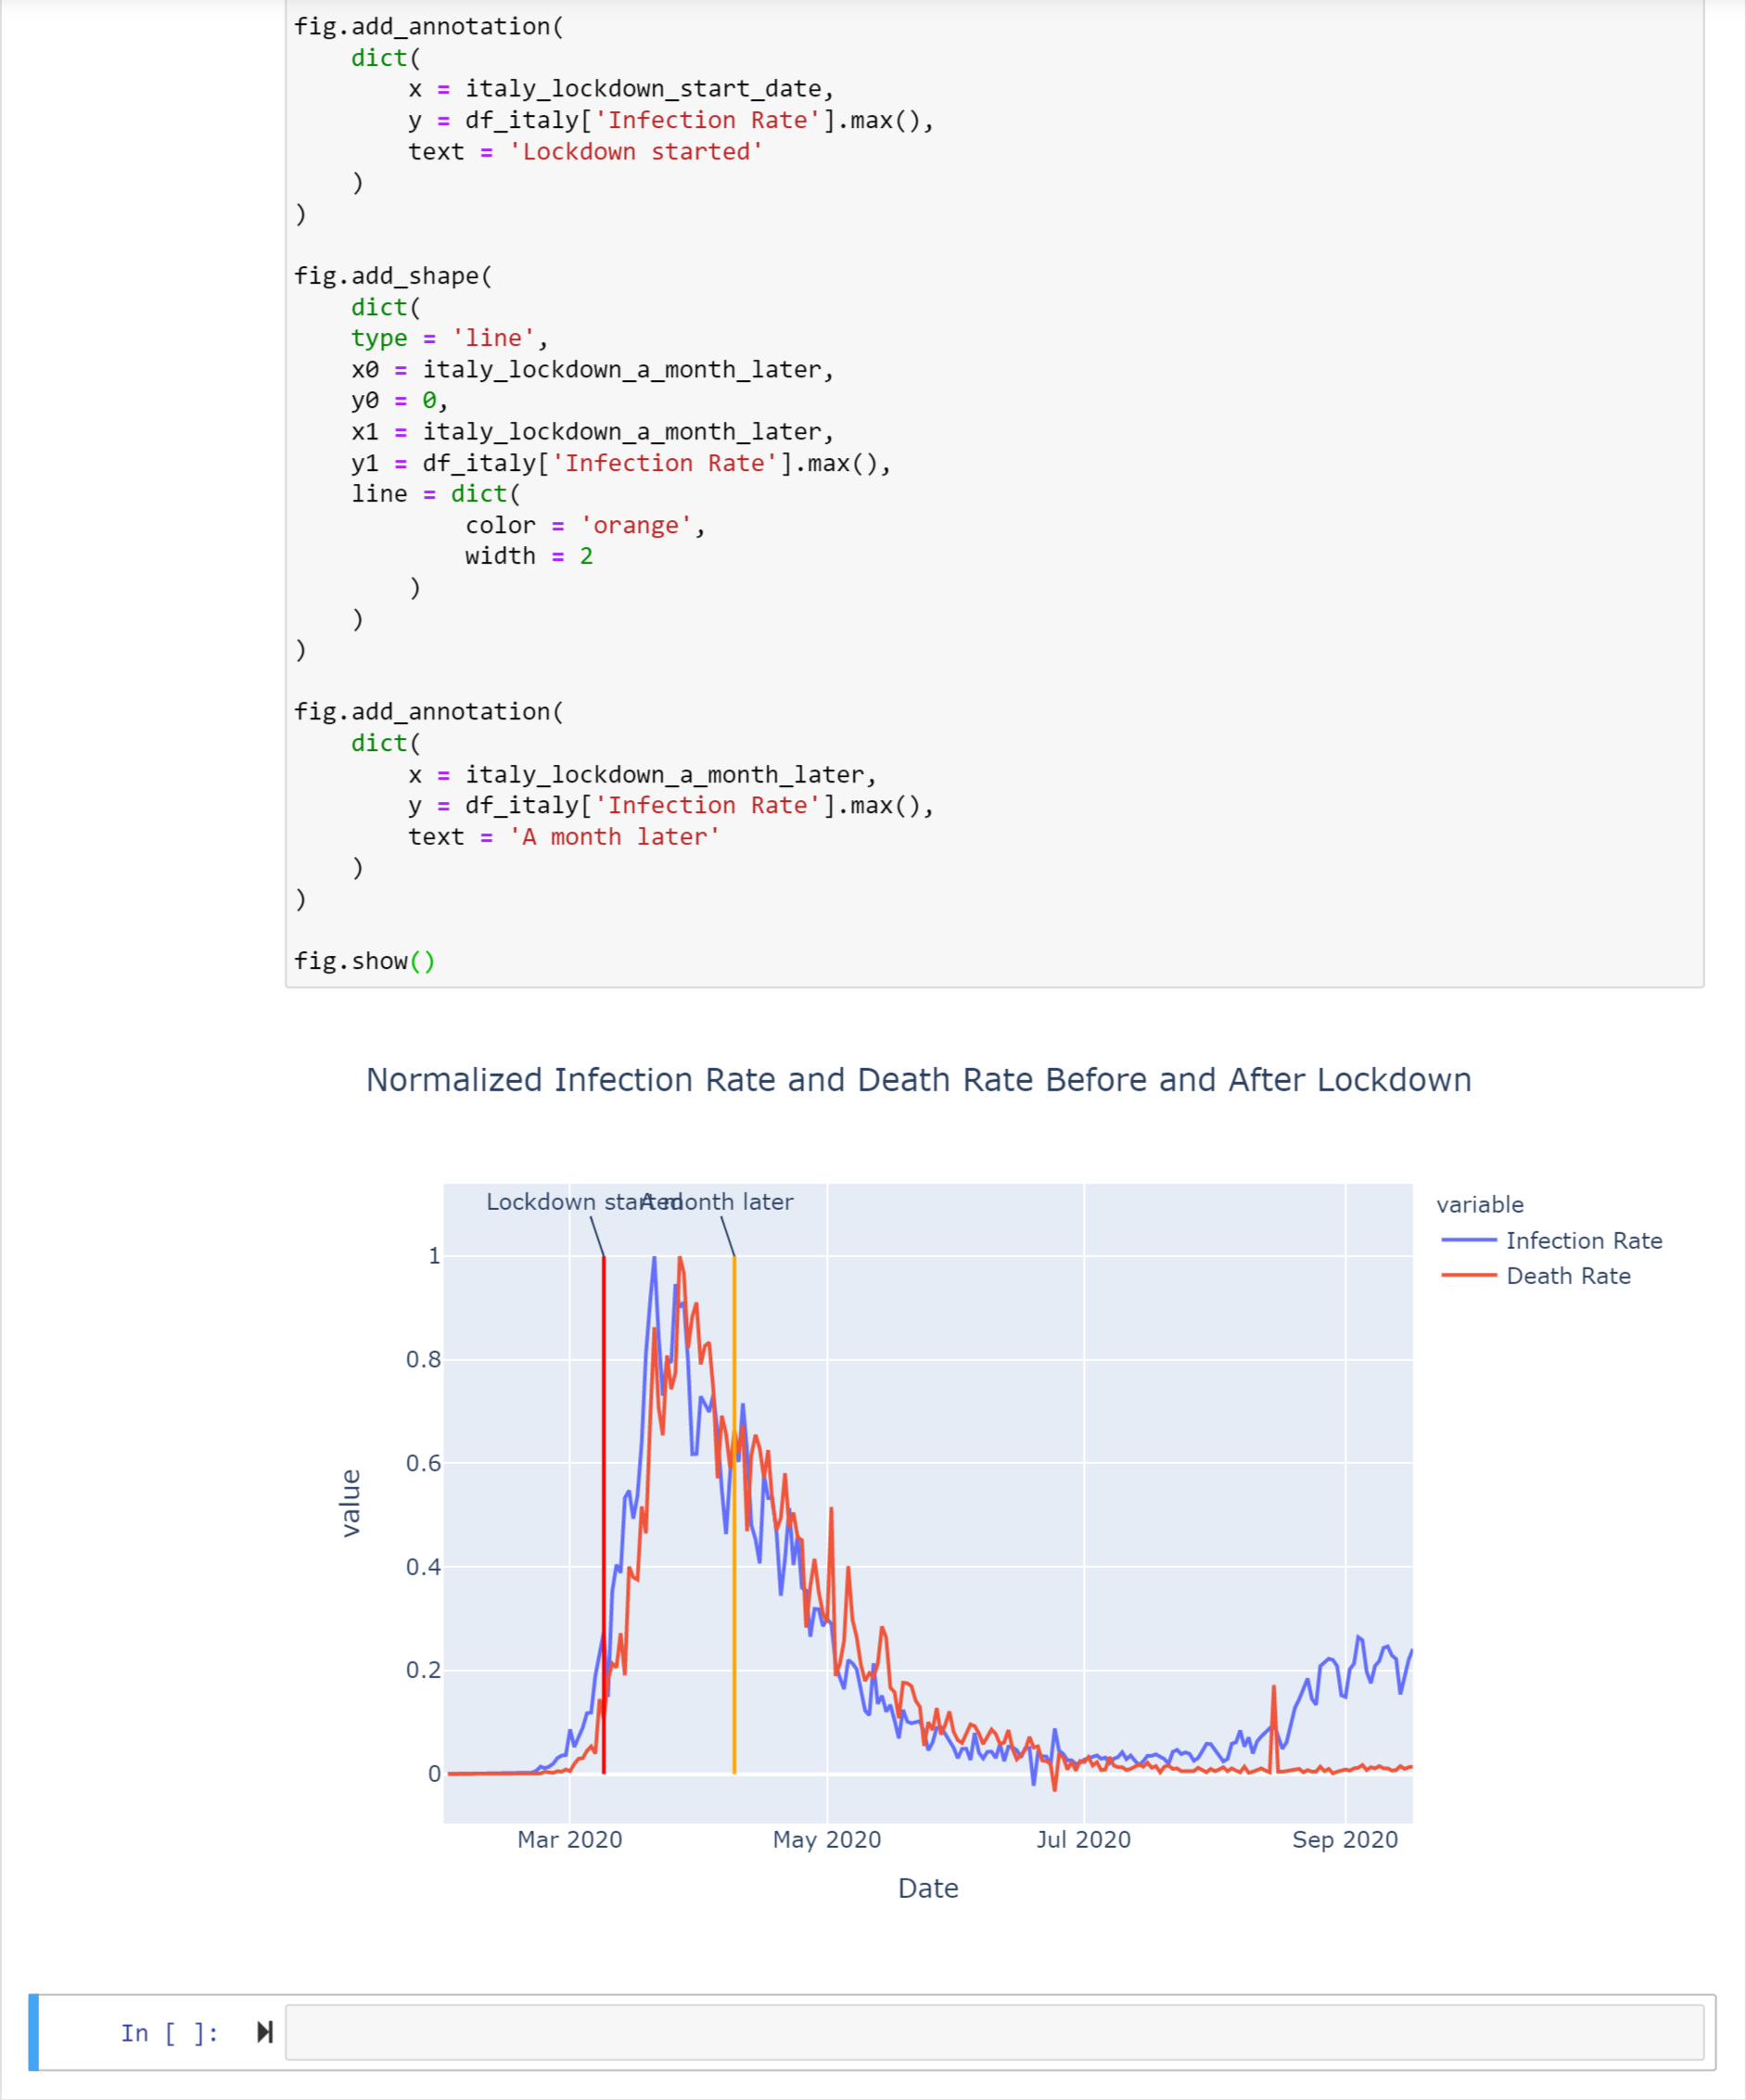 fig.add_annotation(
    dict(
        x = italy_lockdown_start_date,
        y = df_italy['Infection Rate'].max(),
        text = 'Lockdown started'
    )
)

fig.add_shape(
    dict(
    type = 'line',
    x0 = italy_lockdown_a_month_later,
    y0 = 0,
    x1 = italy_lockdown_a_month_later,
    y1 = df_italy['Infection Rate'].max(),
    line = dict(
            color = 'orange',
            width = 2
        )
    )
)

fig.add_annotation(
    dict(
        x = italy_lockdown_a_month_later,
        y = df_italy['Infection Rate'].max(),
        text = 'A month later'
    )
)

fig.show()
Normalized Infection Rate and Death Rate Before and After Lockdown
Lockdown started
A month later
variable
Infection Rate
Death Rate
1
0.8
0.6
0.4
0.2
0
value
Mar 2020
May 2020
Jul 2020
Sep 2020
Date
In [ ]: